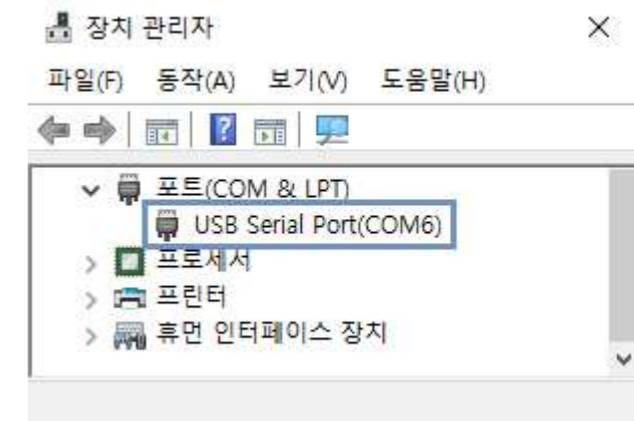 장치 관리자
파일(F) 동작(A) 보기(V) 도움말(H)
포트(COM & LPT)
USB Serial Port(COM6)
프로세서
프린터
휴먼 인터페이스 장치